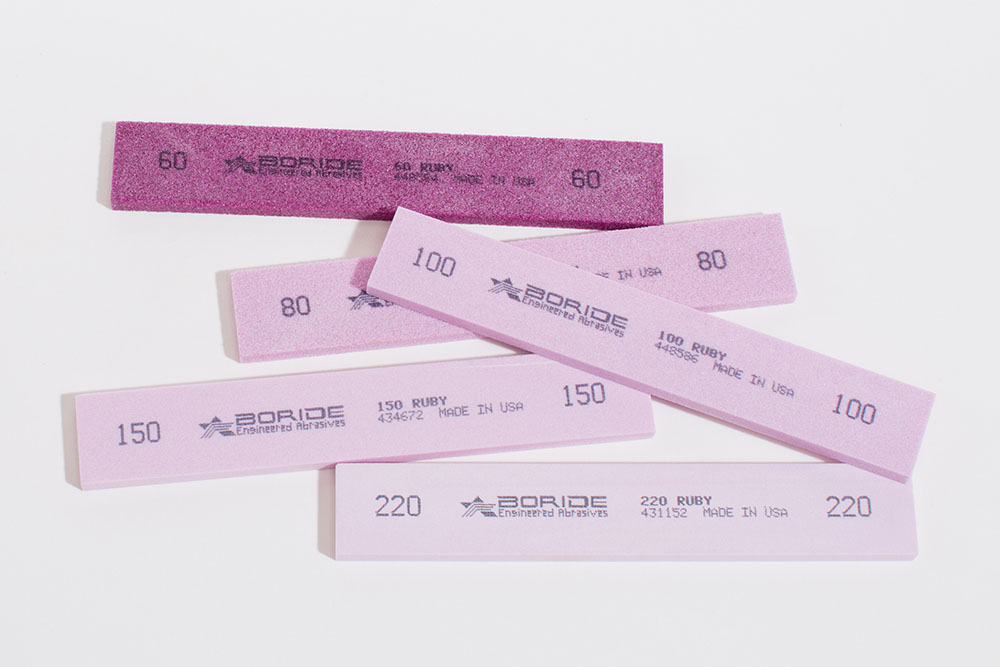 60 BORIDE 60 RUBY 60
Engineered Abrasives 448584 MADE IN USA
80 MADE IN USA 80
100 BORIDE 100 RUBY 100
Engineered Abrasives 448586 MADE IN USA
150 BORIDE 150 RUBY 150
Engineered Abrasives 434672 MADE IN USA
220 BORIDE 220 RUBY 220
Engineered Abrasives 431152 MADE IN USA